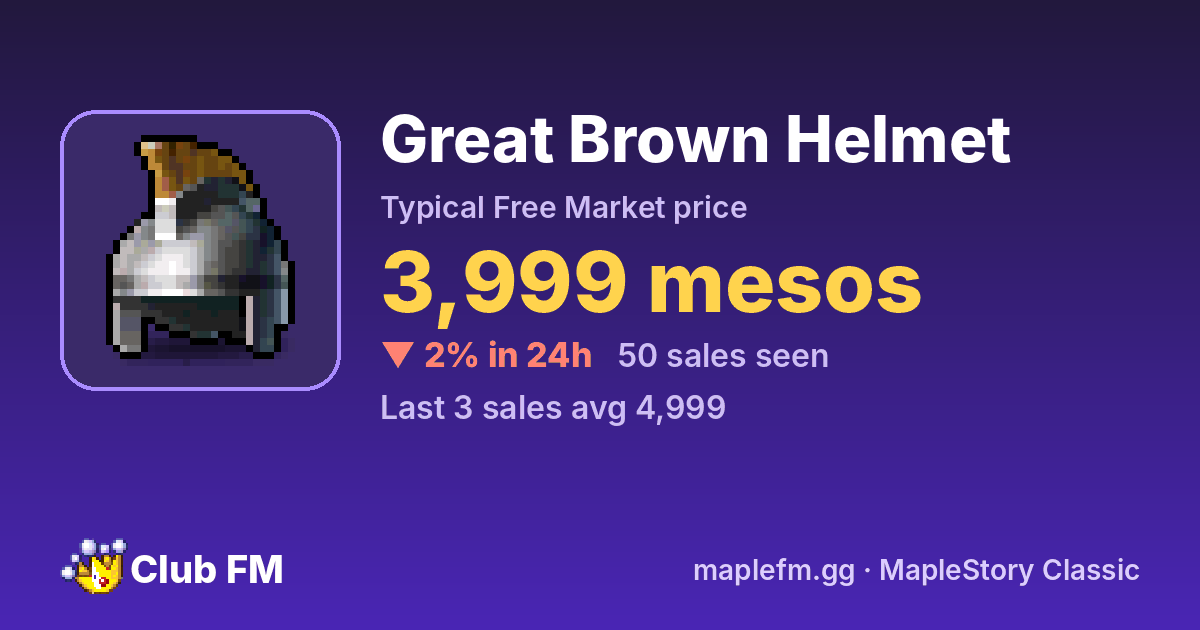 Great Brown Helmet
Typical Free Market price
3,999 mesos
▼ 2% in 24h 50 sales seen
Last 3 sales avg 4,999
Club FM
maplefm.gg · MapleStory Classic